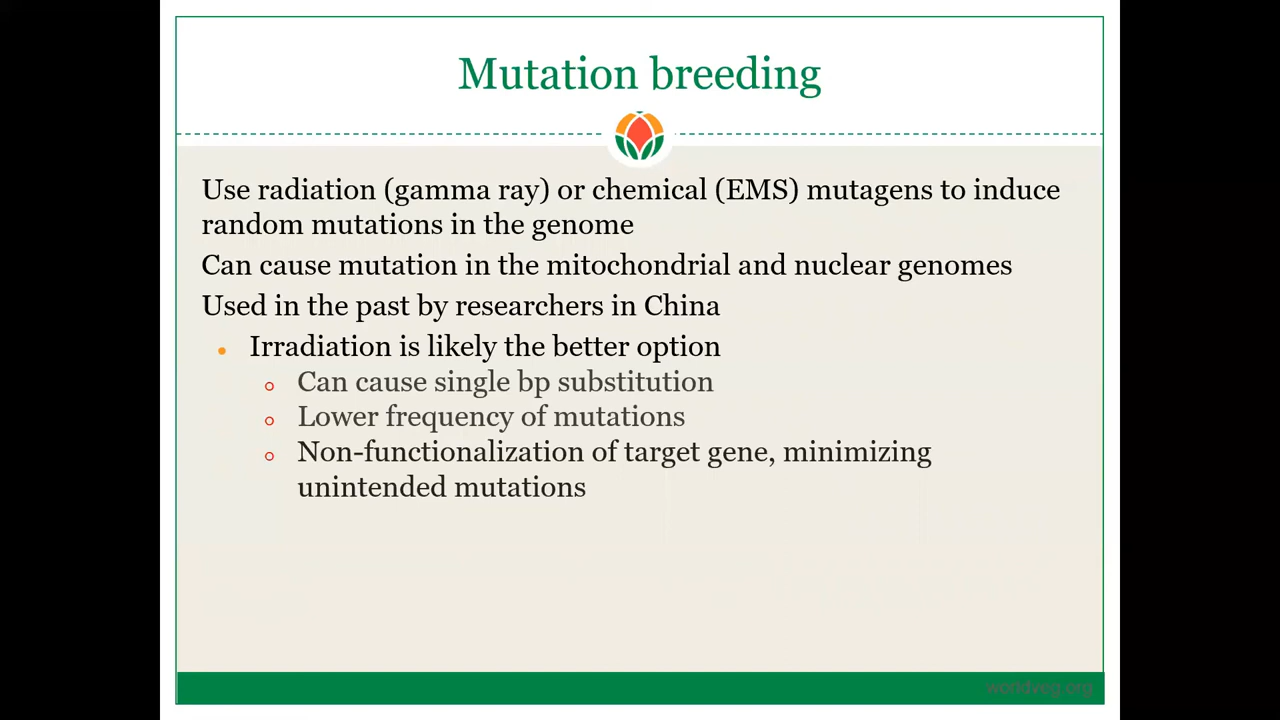 Mutation breeding
Use radiation (gamma ray) or chemical (EMS) mutagens to induce
random mutations in the genome
Can cause mutation in the mitochondrial and nuclear genomes
Used in the past by researchers in China
Irradiation is likely the better option
Can cause single bp substitution
Lower frequency of mutations
Non-functionalization of target gene, minimizing
unintended mutations
worldveg.org